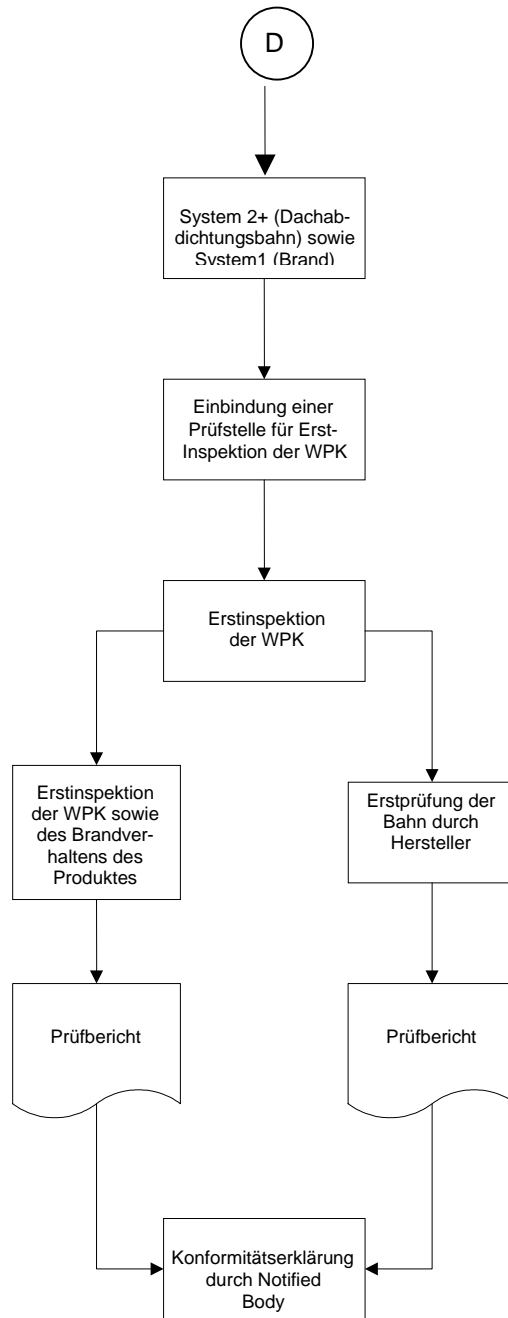 D
System 2+ (Dachab-
dichtungsbahn) sowie
System1 (Brand)
Einbindung einer
Prüfstelle für Erst-
Inspektion der WPK
Erstinspektion
der WPK
Erstinspektion
der WPK sowie
des Brandver-
haltens des
Produktes
Erstprüfung der
Bahn durch
Hersteller
Prüfbericht
Prüfbericht
Konformitätserklärung
durch Notified
Body